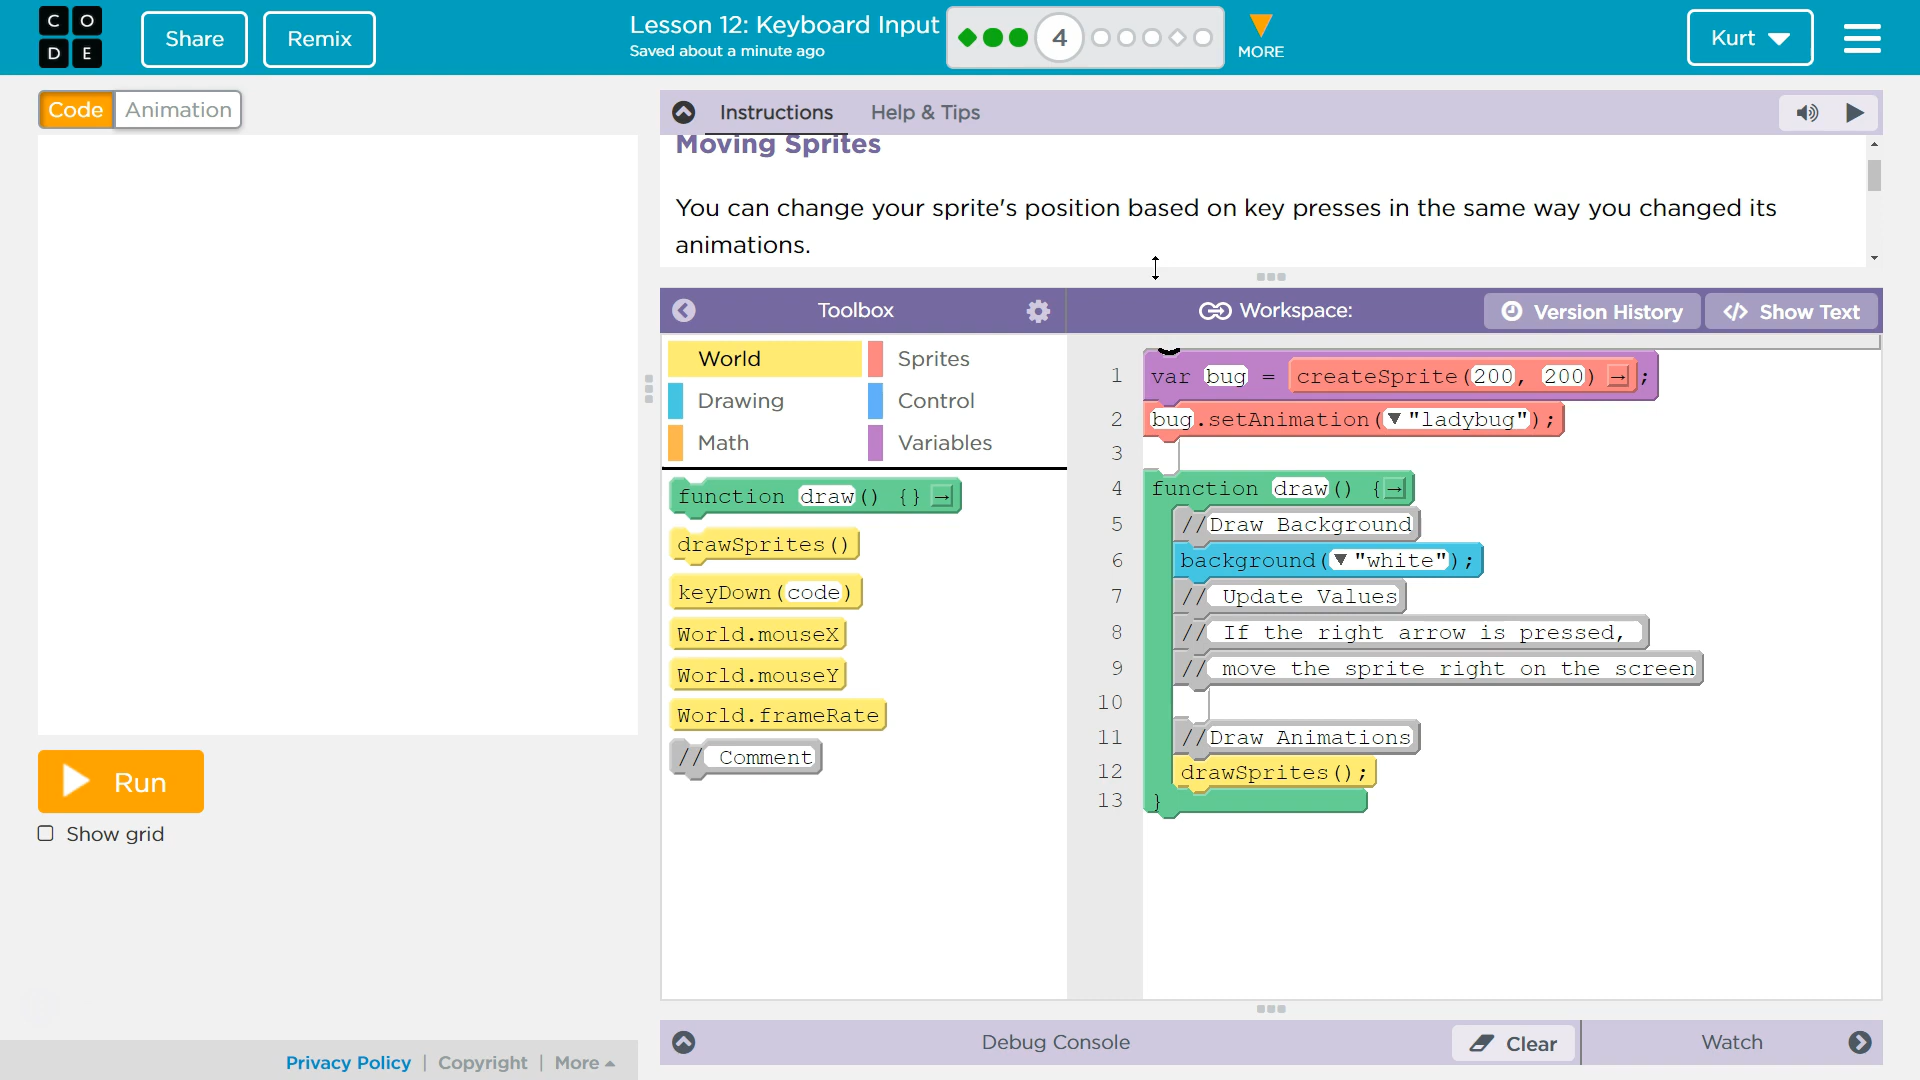 C O
D E
Share
Remix
Lesson 12: Keyboard Input
Saved about a minute ago
4
MORE
Kurt
Code
Animation
Instructions
Help & Tips
Moving Sprites
You can change your sprite's position based on key presses in the same way you changed its
animations.
Toolbox
Workspace:
Version History
</> Show Text
World
Sprites
Drawing
Control
Math
Variables
function draw() {}
drawSprites()
keyDown(code)
World.mouseX
World.mouseY
World.frameRate
// Comment
1 var bug = createSprite(200, 200);
2 bug.setAnimation("ladybug");
3
4 function draw() {
5 //Draw Background
6 background("white");
7 // Update Values
8 // If the right arrow is pressed,
9 // move the sprite right on the screen
10
11 //Draw Animations
12 drawSprites();
13 }
Run
Show grid
Debug Console
Clear
Watch
Privacy Policy | Copyright | More